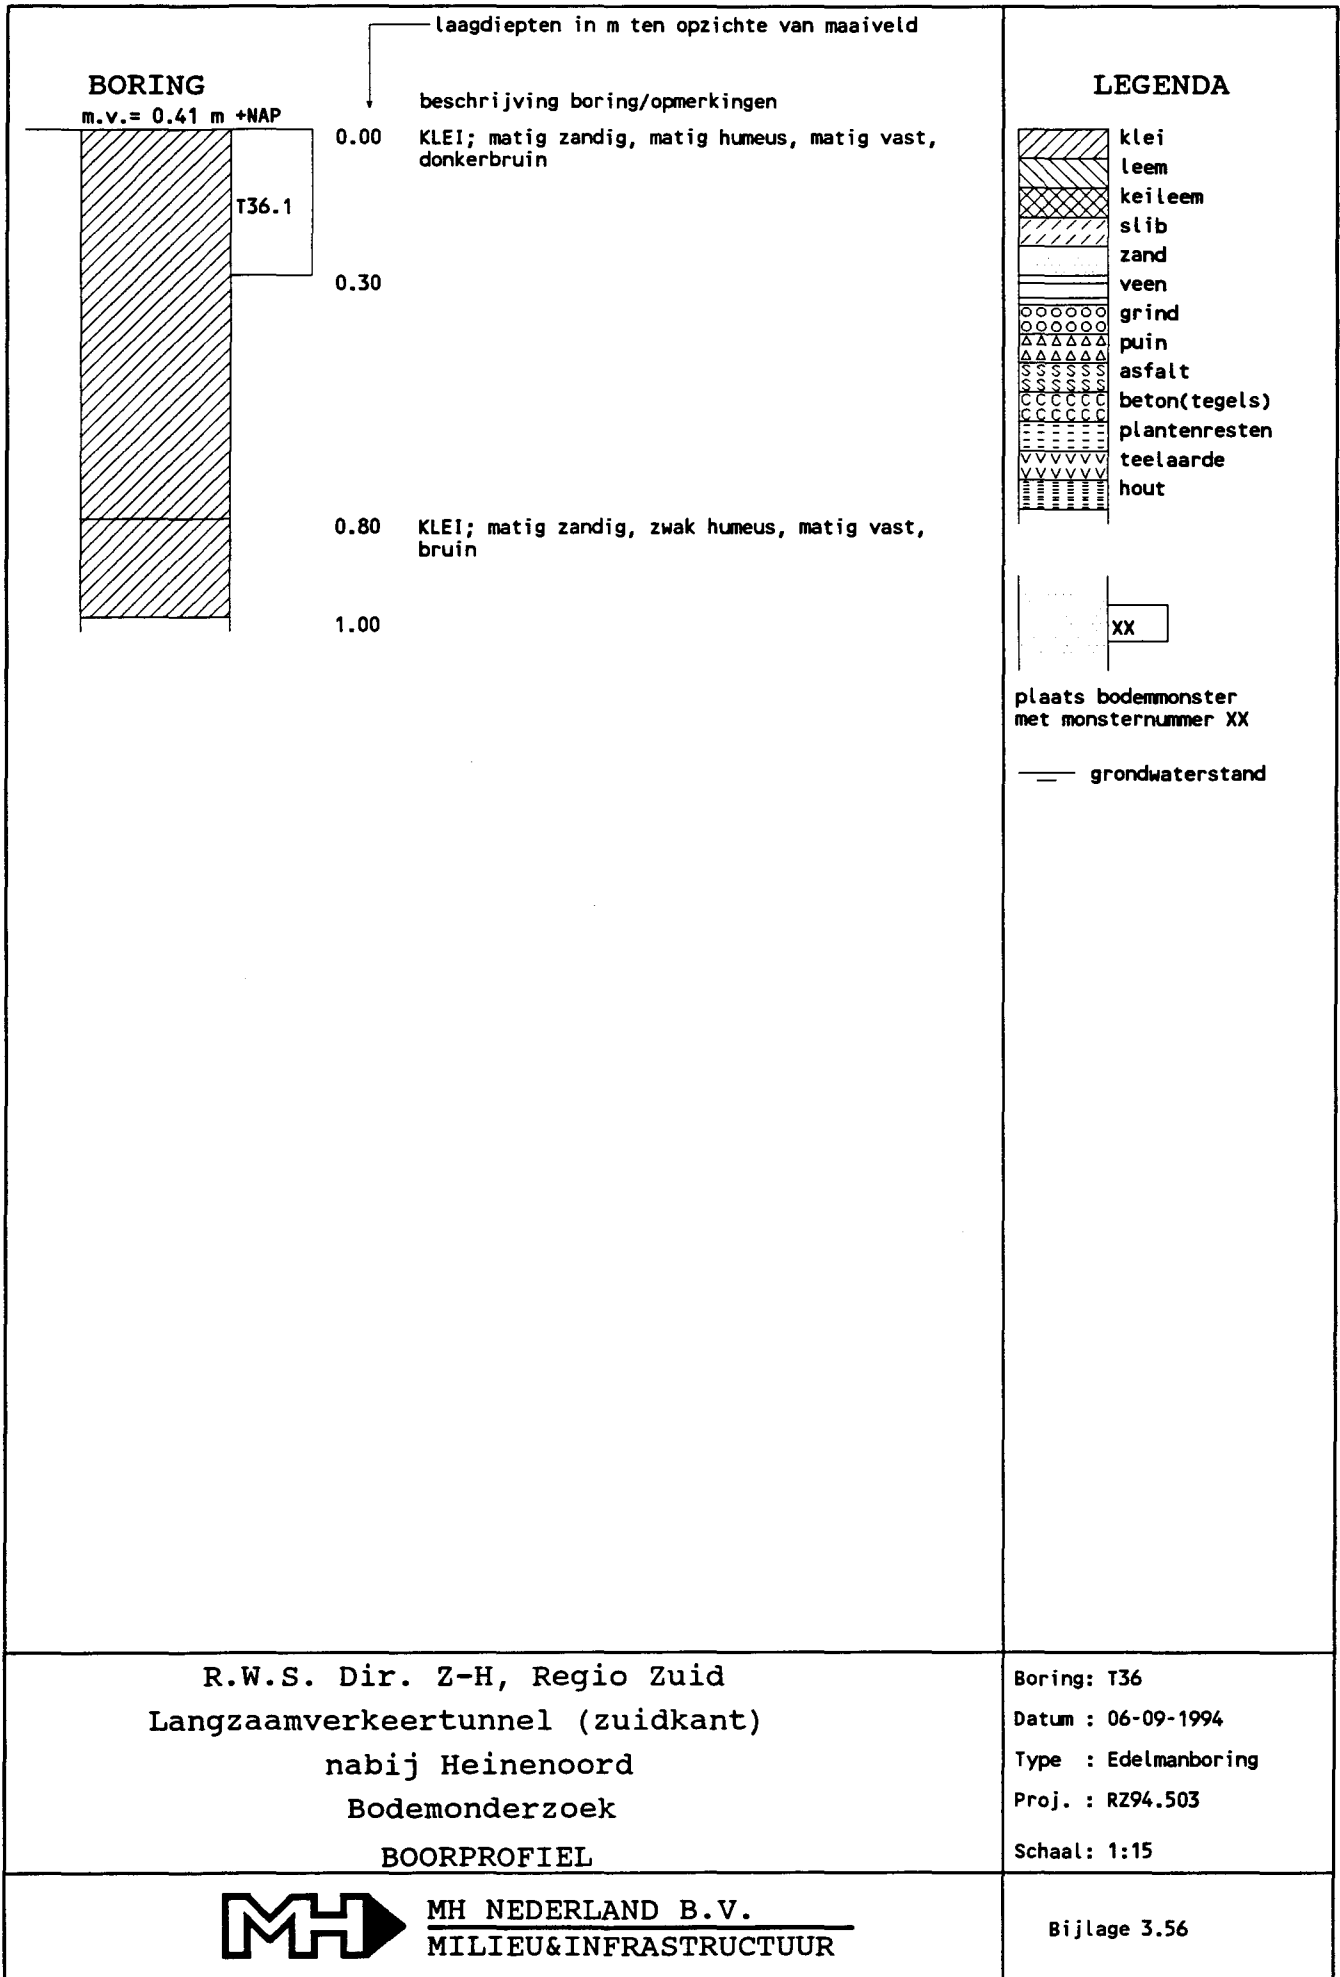 laagdiepten in m ten opzichte van maaiveld
BORING
m.v.= 0.41 m +NAP
beschrijving boring/opmerkingen
0.00 KLEI; matig zandig, matig humeus, matig vast,
donkerbruin
T36.1
0.30
0.80 KLEI; matig zandig, zwak humeus, matig vast,
bruin
1.00
LEGENDA
klei
leem
keileem
slib
zand
veen
grind
puin
asfalt
beton(tegels)
plantenresten
teelaarde
hout
XX
plaats bodemmonster
met monsternummer XX
grondwaterstand
R.W.S. Dir. Z-H, Regio Zuid
Langzaamverkeertunnel (zuidkant)
nabij Heinenoord
Bodemonderzoek
BOORPROFIEL
Boring: T36
Datum : 06-09-1994
Type : Edelmanboring
Proj. : RZ94.503
Schaal: 1:15
MH
MH NEDERLAND B.V.
MILIEU&INFRASTRUCTUUR
Bijlage 3.56